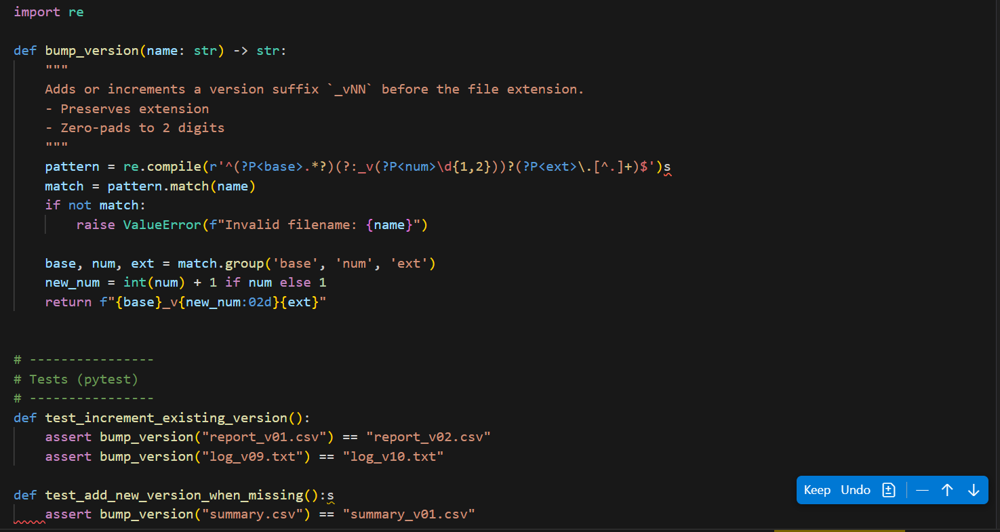 import re

def bump_version(name: str) -> str:
    """
    Adds or increments a version suffix `_vNN` before the file extension.
    - Preserves extension
    - Zero-pads to 2 digits
    """
    pattern = re.compile(r'^(?P<base>.*?)(?:_v(?P<num>\d{1,2}))?(?P<ext>\.[^.]+)$')s
    match = pattern.match(name)
    if not match:
        raise ValueError(f"Invalid filename: {name}")

    base, num, ext = match.group('base', 'num', 'ext')
    new_num = int(num) + 1 if num else 1
    return f"{base}_v{new_num:02d}{ext}"


# ----------------
# Tests (pytest)
# ----------------
def test_increment_existing_version():
    assert bump_version("report_v01.csv") == "report_v02.csv"
    assert bump_version("log_v09.txt") == "log_v10.txt"

def test_add_new_version_when_missing():s
    assert bump_version("summary.csv") == "summary_v01.csv"
Keep Undo